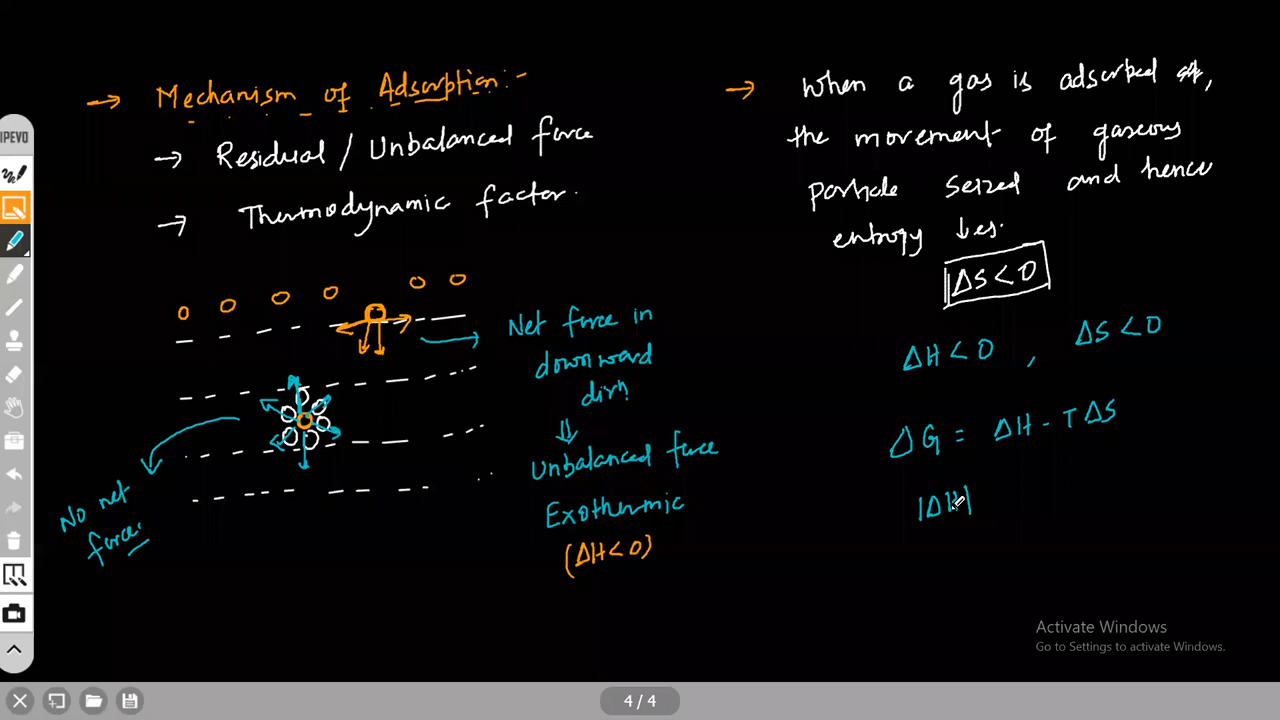 IPEVO
→ Mechanism of Adsorption:-
→ Residual / Unbalanced force
→ Thermodynamic factor.
Net force in
downward
dirn
⇓
Unbalanced force
Exothermic
(ΔH < 0)
No net
force.
→ When a gas is adsorbed,
the movement of gaseous
particle seized and hence
entropy ↓es.
ΔS < 0
ΔH < 0 , ΔS < 0
ΔG = ΔH - TΔS
|ΔH|
Activate Windows
Go to Settings to activate Windows.
4 / 4